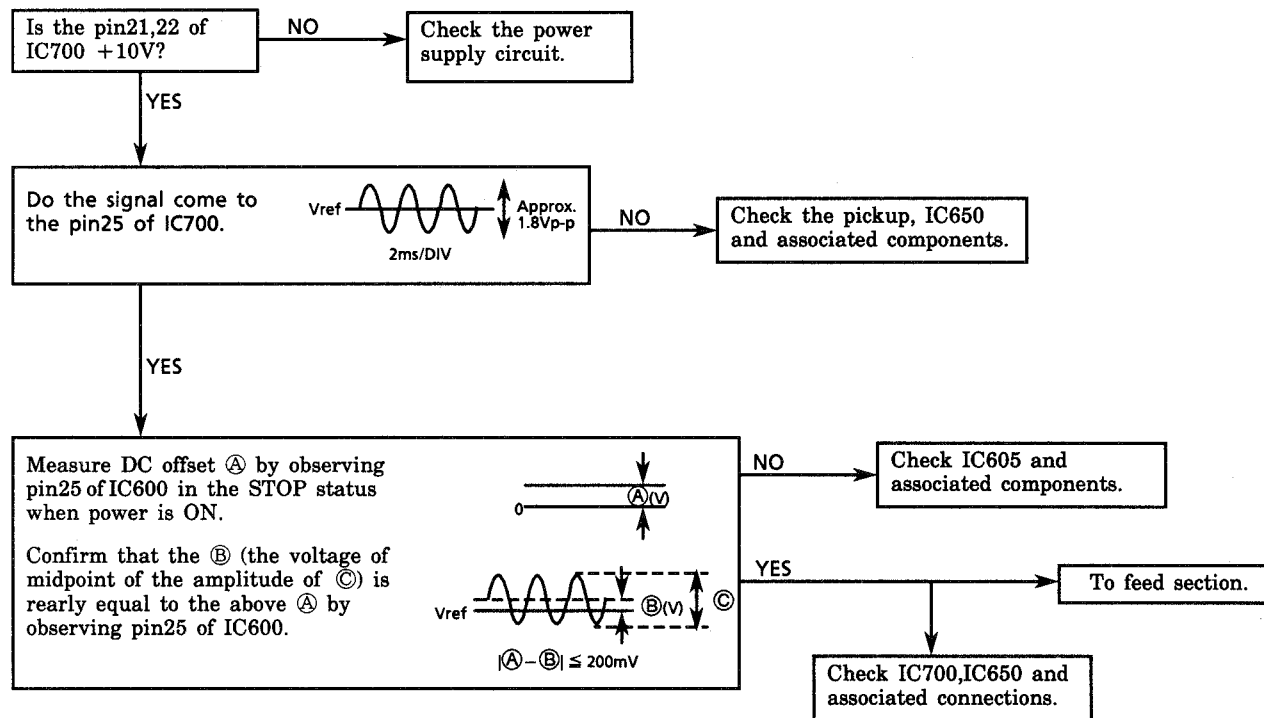 Is the pin21,22 of
IC700 +10V?
NO
Check the power
supply circuit.
YES
Do the signal come to
the pin25 of IC700.
Vref
Approx.
1.8Vp-p
2ms/DIV
NO
Check the pickup, IC650
and associated components.
YES
Measure DC offset Ⓐ by observing
pin25 of IC600 in the STOP status
when power is ON.
0
Ⓐ(V)
NO
Check IC605 and
associated components.
Confirm that the Ⓑ (the voltage of
midpoint of the amplitude of Ⓒ) is
rearly equal to the above Ⓐ by
observing pin25 of IC600.
Vref
Ⓑ(V)
Ⓒ
|Ⓐ-Ⓑ| ≦ 200mV
YES
To feed section.
Check IC700,IC650 and
associated connections.